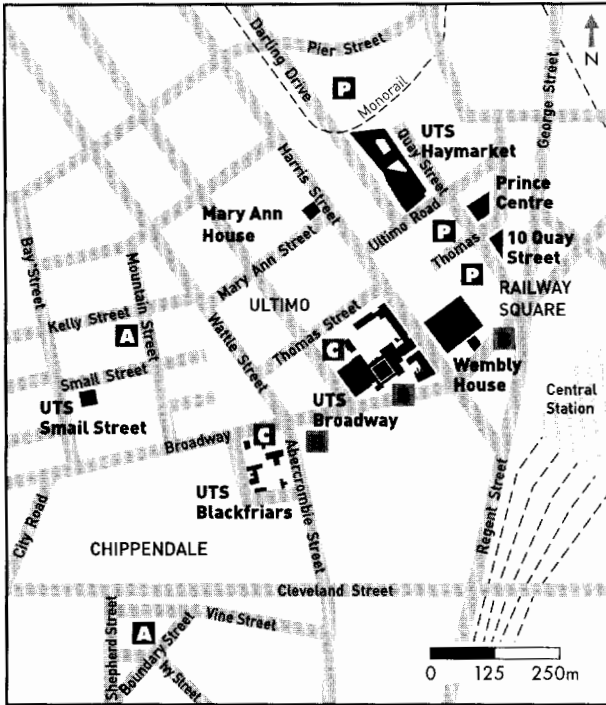 Pier Street
Darling Drive
P
Monorail
N
George Street
UTS
Haymarket
Quay Street
Harris Street
Prince
Centre
Mary Ann
House
Ultimo Road
P
Thomas
10 Quay
Street
Bay Street
Mountain Street
Mary Ann Street
P
RAILWAY
SQUARE
ULTIMO
Kelly Street
A
Wattle Street
Thomas Street
C
Wembly
House
Small Street
UTS
Smail Street
UTS
Broadway
Central
Station
Broadway
C
Abercrombie Street
UTS
Blackfriars
Regent Street
City Road
CHIPPENDALE
Cleveland Street
Shepherd Street
A
Vine Street
Boundary Street
by Street
0 125 250m